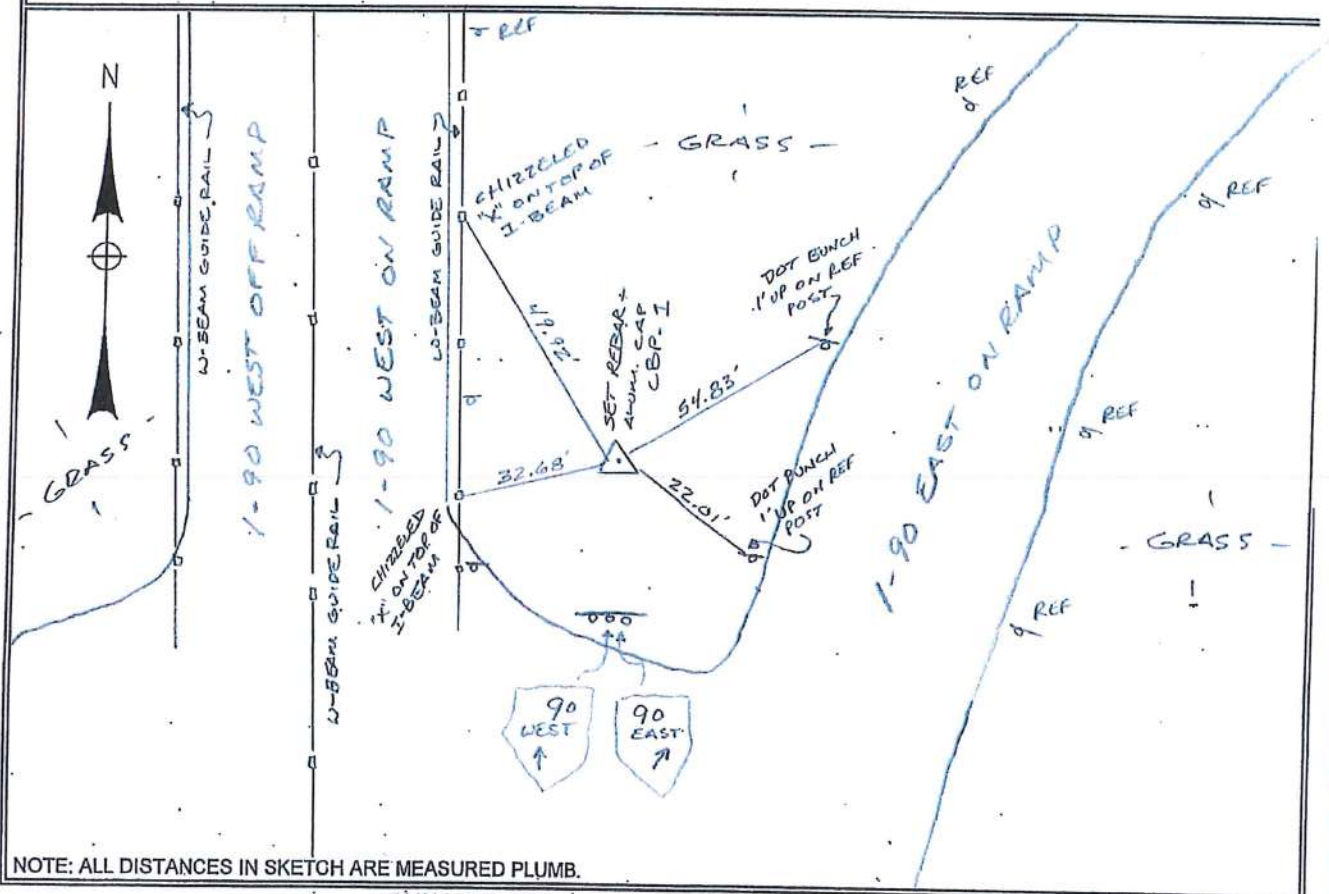 N
REF
REF
- GRASS -
CHIZZELED
"X" ON TOP OF
I-BEAM
REF
W-BEAM GUIDE RAIL
I-90 WEST OFF RAMP
I-90 WEST ON RAMP
W-BEAM GUIDE RAIL
DOT BUNCH
.1' UP ON REF
POST
SET REBAR +
ALUM. CAP
CBP-1
49.92'
54.83'
I-90 EAST ON RAMP
REF
- GRASS -
32.68'
22.01'
DOT PUNCH
1' UP ON REF
POST
- GRASS -
CHIZZELED
"X" ON TOP OF
I-BEAM
W-BEAM GUIDE RAIL
REF
90
WEST
90
EAST
NOTE: ALL DISTANCES IN SKETCH ARE MEASURED PLUMB.